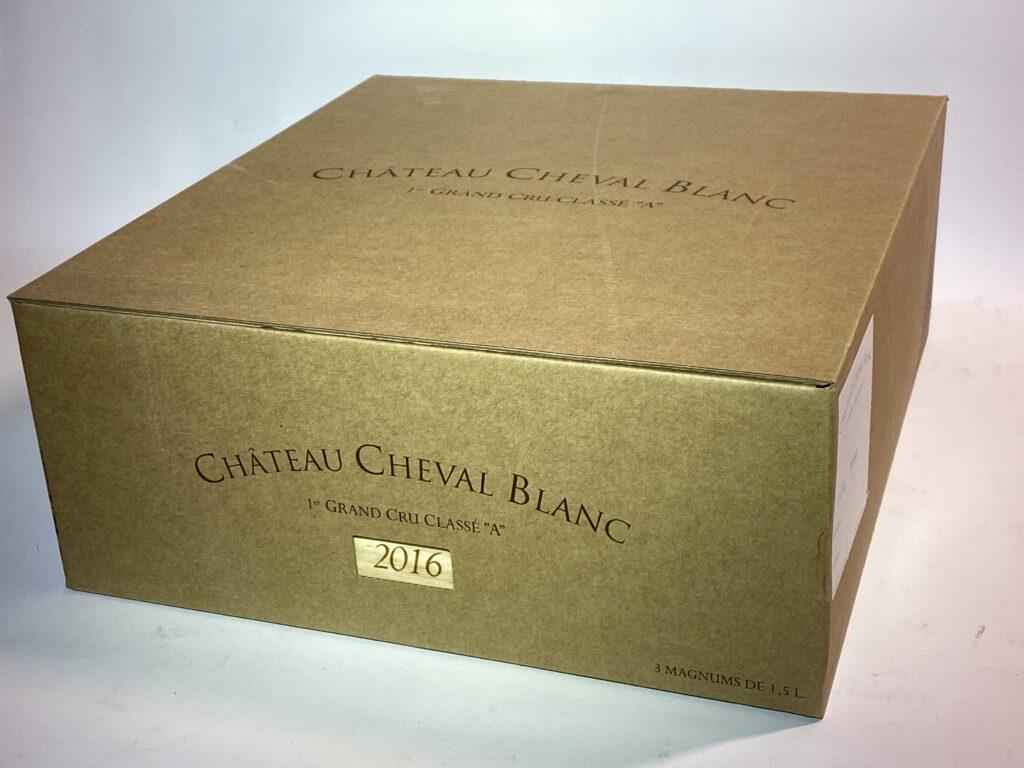 CHÂTEAU CHEVAL BLANC
1er GRAND CRU CLASSÉ "A"
CHÂTEAU CHEVAL BLANC
1er GRAND CRU CLASSÉ "A"
2016
3 MAGNUMS DE 1,5 L.